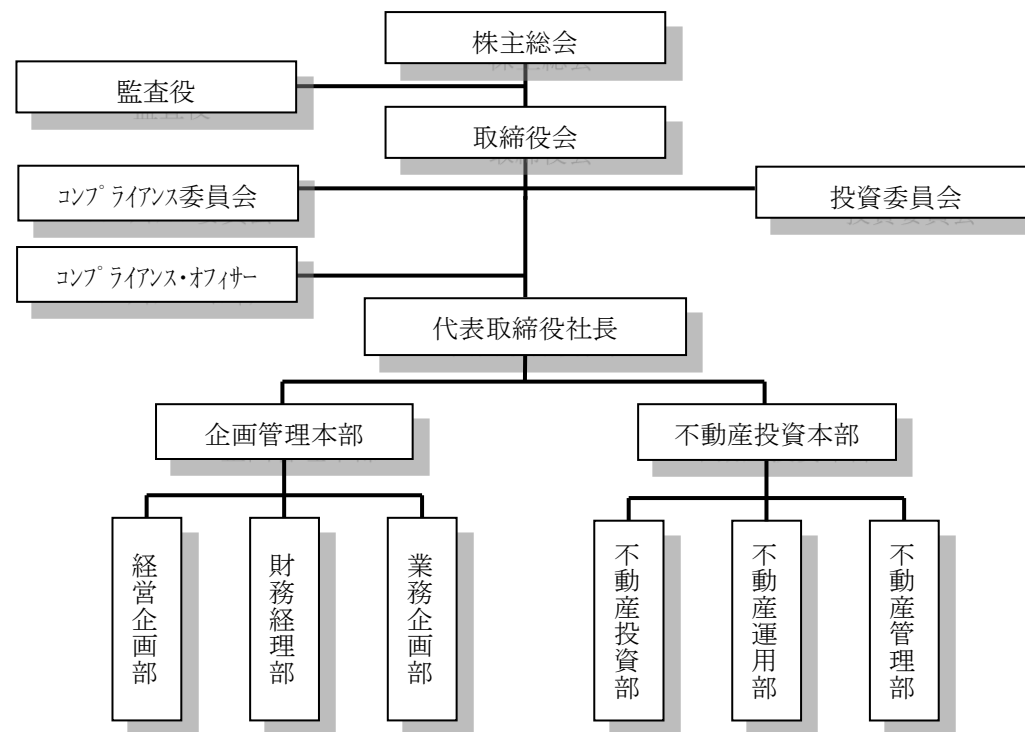 株主総会
監査役
取締役会
ｺﾝﾌﾟﾗｲｱﾝｽ委員会
投資委員会
ｺﾝﾌﾟﾗｲｱﾝｽ・ｵﾌｨｻｰ
代表取締役社長
企画管理本部
不動産投資本部
経営企画部
財務経理部
業務企画部
不動産投資部
不動産運用部
不動産管理部